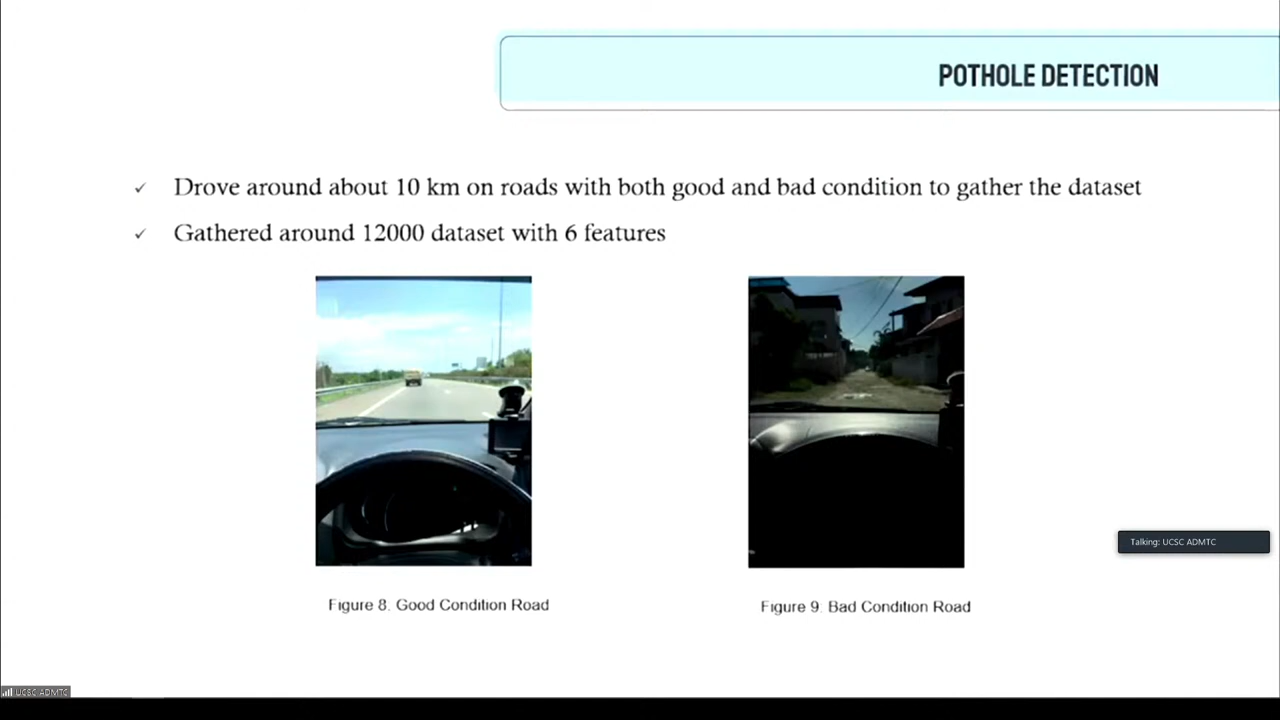 POTHOLE DETECTION
✓ Drove around about 10 km on roads with both good and bad condition to gather the dataset
✓ Gathered around 12000 dataset with 6 features
Talking: UCSC ADMTC
Figure 8. Good Condition Road
Figure 9. Bad Condition Road
UCSC ADMTC